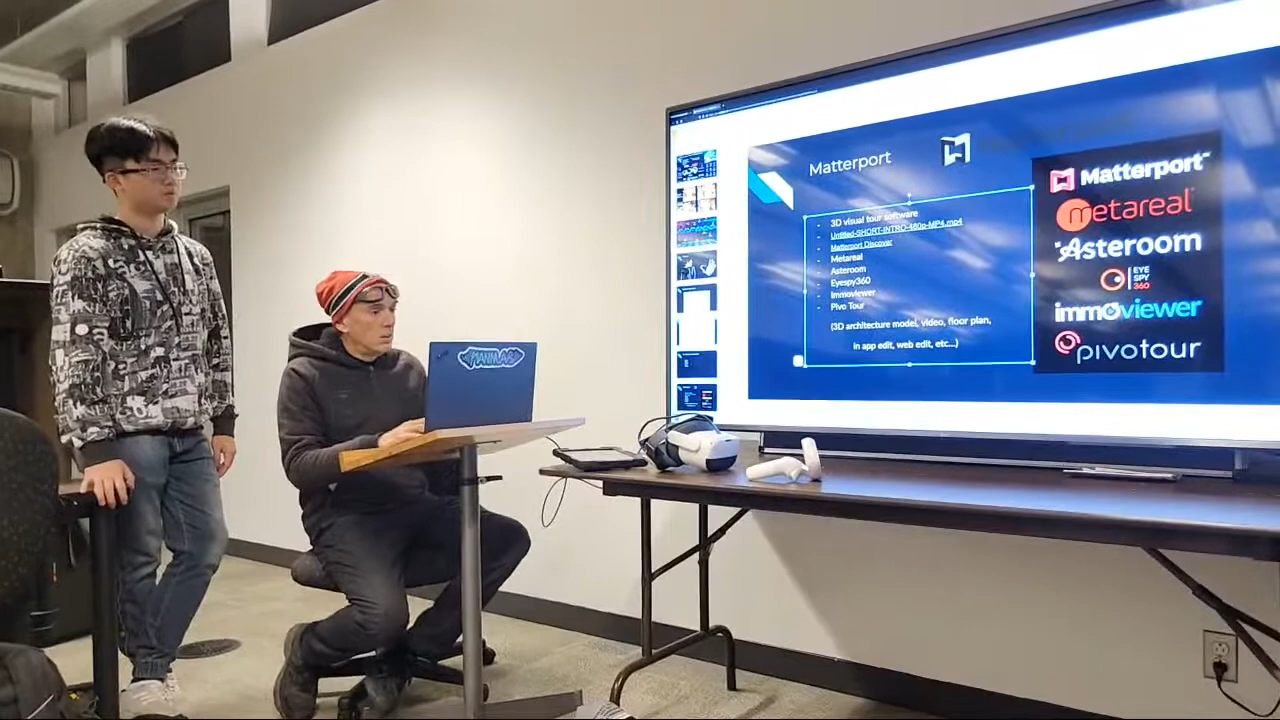 PLANNLAB
Matterport
- 3D visual tour software
- Untitled-SHORT-INTRO-480p-MP4.mp4
- Matterport Discover
- Metareal
- Asteroom
- Eyespy360
- Immoviewer
- Pivo Tour
(3D architecture model, video, floor plan,
in app edit, web edit, etc...)
Matterport™
metareal
Asteroom
EYE
SPY
360
immoviewer
pivotour